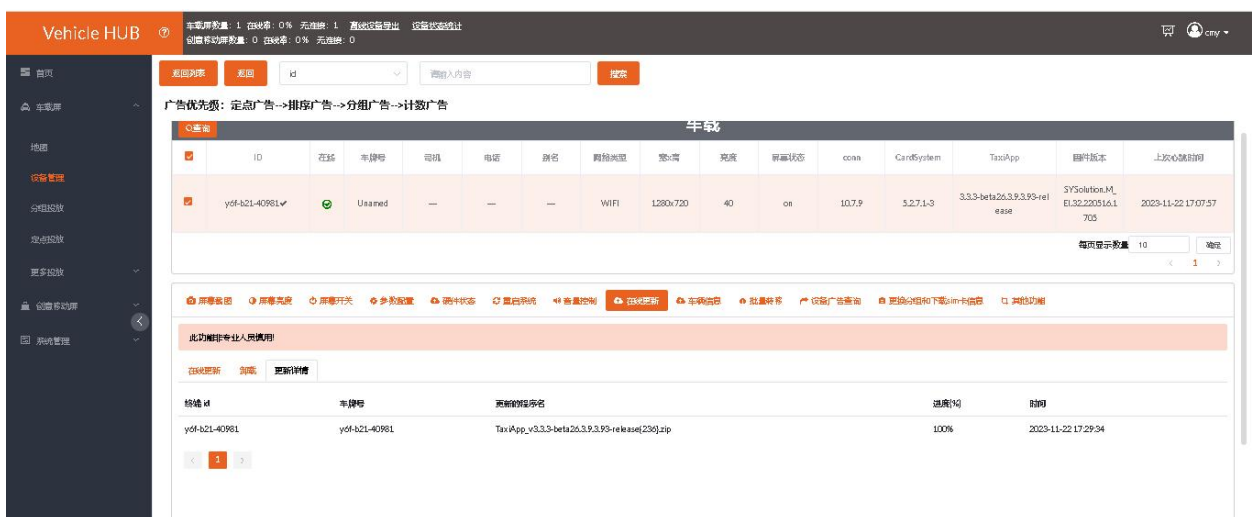 Vehicle HUB
车载屏数量: 1 在线率: 0% 无连接: 1 离线设备导出 设备状态统计
创意移动屏数量: 0 在线率: 0% 无连接: 0
cmy
首页
车载屏
地图
设备管理
分组投放
定点投放
更多投放
创意移动屏
系统管理
返回列表 返回 id 请输入内容 搜索
广告优先级: 定点广告-->排序广告-->分组广告-->计数广告
查询 车载
ID 在线 车牌号 司机 电话 别名 网络类型 宽x高 亮度 屏幕状态 conn CardSystem TaxiApp 固件版本 上次心跳时间
y6f-b21-40981✔ Unamed — — — WIFI 1280x720 40 on 10.7.9 5.2.7.1-3 3.3.3-beta26.3.9.3.93-rel
ease SYSolution.M_
EI.32.220516.1
705 2023-11-22 17:07:57
每页显示数量 10 确定
< 1 >
屏幕截图 屏幕亮度 屏幕开关 参数配置 硬件状态 重启系统 音量控制 在线更新 车辆信息 批量转移 设备广告查询 更换分组和下载sim卡信息 其他功能
此功能非专业人员慎用!
在线更新 卸载 更新详情
终端 id 车牌号 更新的程序名 进度(%) 时间
y6f-b21-40981 y6f-b21-40981 TaxiApp_v3.3.3-beta26.3.9.3.93-release(236).zip 100% 2023-11-22 17:29:34
< 1 >